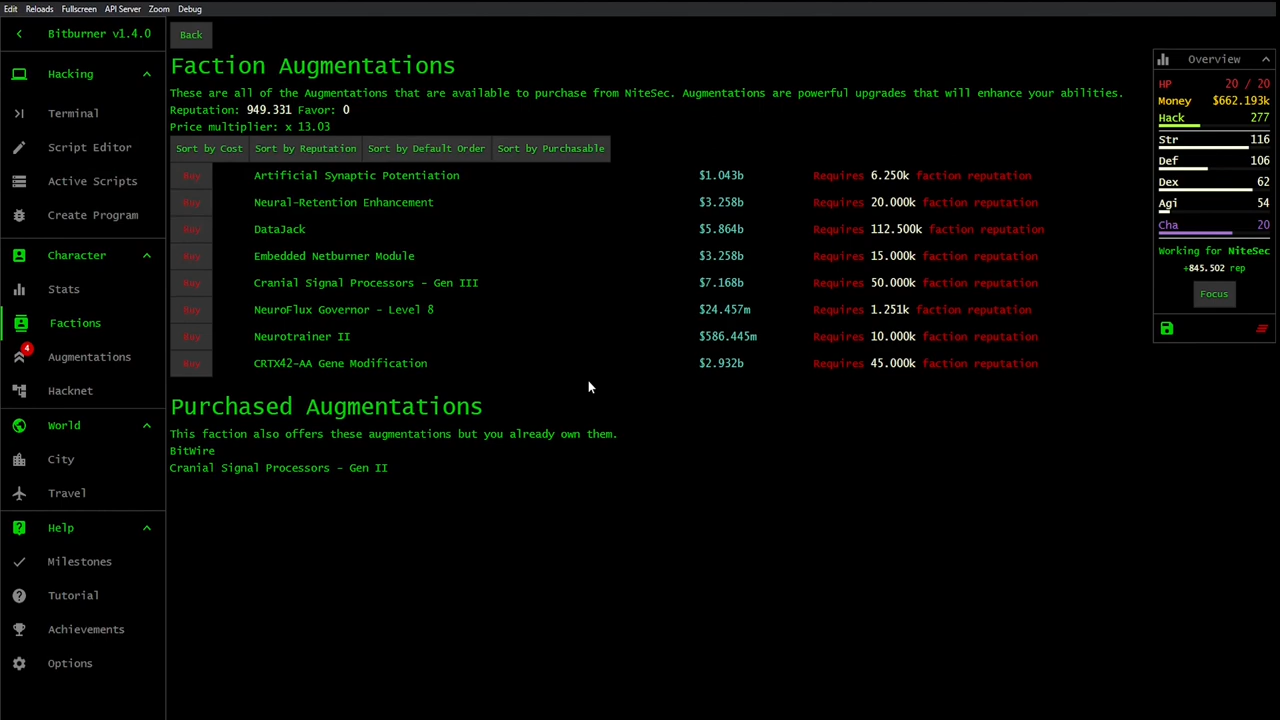 Edit Reloads Fullscreen API Server Zoom Debug
Bitburner v1.4.0
Hacking
Terminal
Script Editor
Active Scripts
Create Program
Character
Stats
Factions
4
Augmentations
Hacknet
World
City
Travel
Help
Milestones
Tutorial
Achievements
Options
Back
Faction Augmentations
These are all of the Augmentations that are available to purchase from NiteSec. Augmentations are powerful upgrades that will enhance your abilities.
Reputation: 949.331 Favor: 0
Price multiplier: x 13.03
Sort by Cost Sort by Reputation Sort by Default Order Sort by Purchasable
Buy Artificial Synaptic Potentiation $1.043b Requires 6.250k faction reputation
Buy Neural-Retention Enhancement $3.258b Requires 20.000k faction reputation
Buy DataJack $5.864b Requires 112.500k faction reputation
Buy Embedded Netburner Module $3.258b Requires 15.000k faction reputation
Buy Cranial Signal Processors - Gen III $7.168b Requires 50.000k faction reputation
Buy NeuroFlux Governor - Level 8 $24.457m Requires 1.251k faction reputation
Buy Neurotrainer II $586.445m Requires 10.000k faction reputation
Buy CRTX42-AA Gene Modification $2.932b Requires 45.000k faction reputation
Purchased Augmentations
This faction also offers these augmentations but you already own them.
BitWire
Cranial Signal Processors - Gen II
Overview
HP 20 / 20
Money $662.193k
Hack 277
Str 116
Def 106
Dex 62
Agi 54
Cha 20
Working for NiteSec
+845.502 rep
Focus